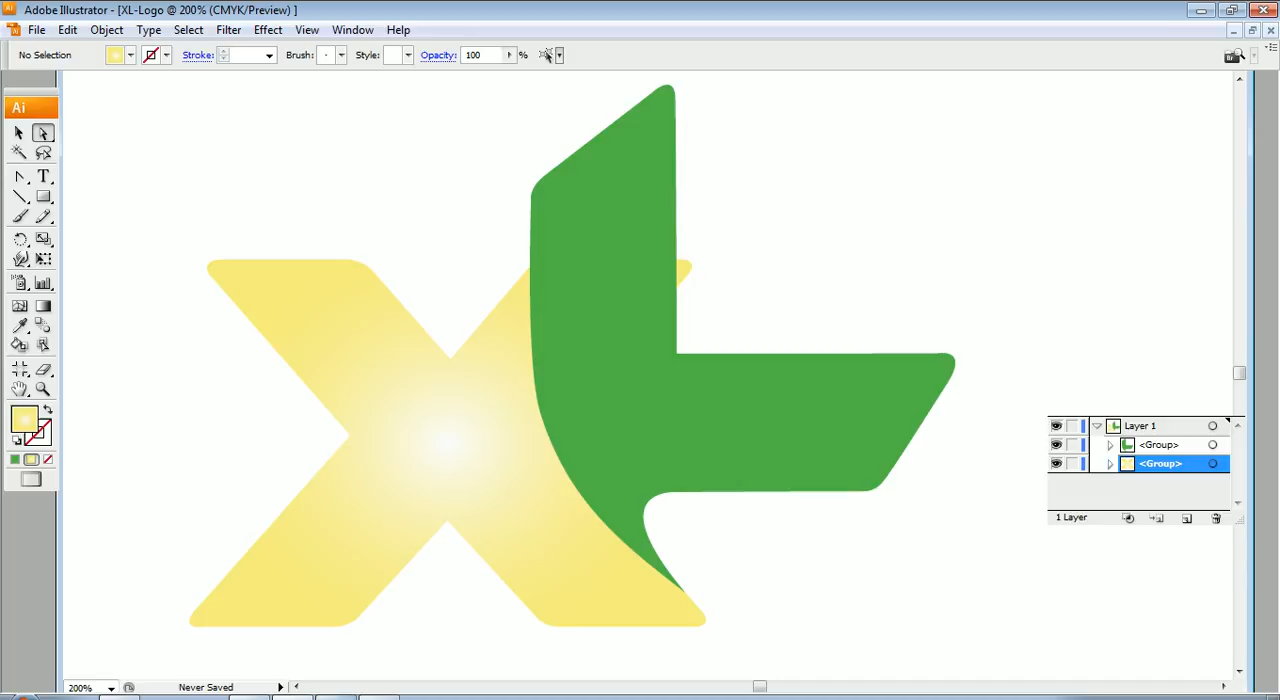 Adobe Illustrator - [XL-Logo @ 200% (CMYK/Preview) ]
File Edit Object Type Select Filter Effect View Window Help
No Selection Stroke: Brush: Style: Opacity: 100 %
Ai
T
XL
Layer 1
<Group>
<Group>
1 Layer
200% Never Saved